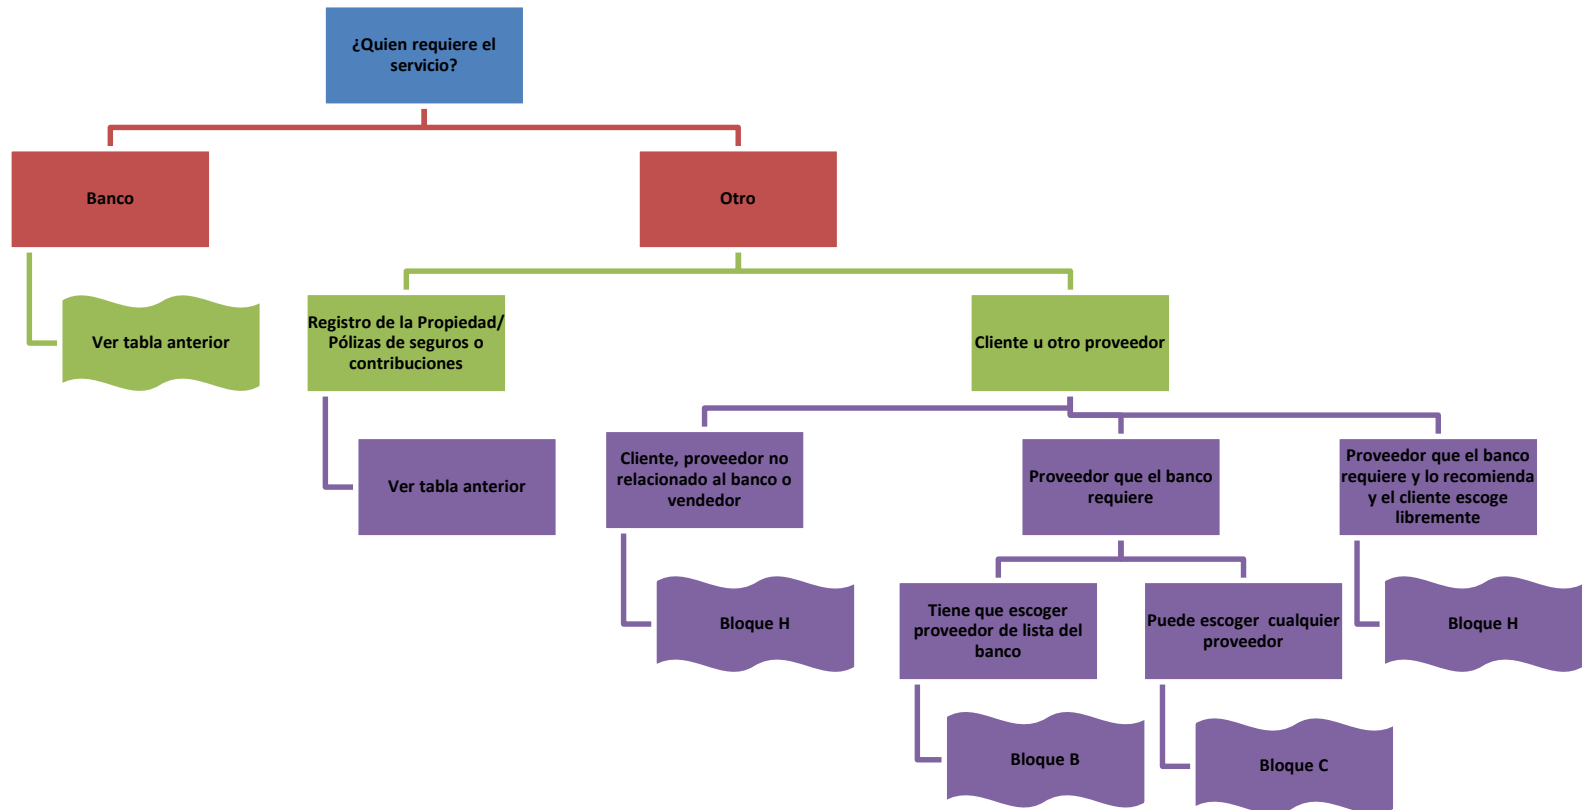 ¿Quien requiere el
servicio?
Banco
Otro
Ver tabla anterior
Registro de la Propiedad/
Pólizas de seguros o
contribuciones
Cliente u otro proveedor
Ver tabla anterior
Cliente, proveedor no
relacionado al banco o
vendedor
Proveedor que el banco
requiere
Proveedor que el banco
requiere y lo recomienda
y el cliente escoge
libremente
Bloque H
Tiene que escoger
proveedor de lista del
banco
Puede escoger cualquier
proveedor
Bloque H
Bloque B
Bloque C